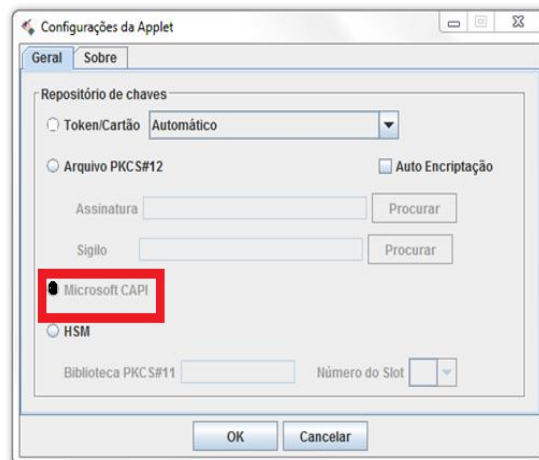 Configurações da Applet
Geral Sobre
Repositório de chaves
Token/Cartão Automático
Arquivo PKCS#12 Auto Encriptação
Assinatura Procurar
Sigilo Procurar
Microsoft CAPI
HSM
Biblioteca PKCS#11 Número do Slot
OK Cancelar